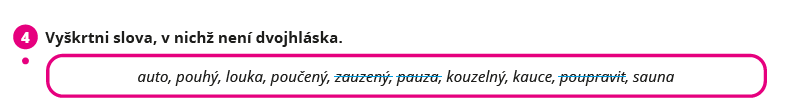 4 Vyškrtni slova, v nichž není dvojhláska.
auto, pouhý, louka, poučený, zauzený, pauza, kouzelný, kauce, poupravit, sauna